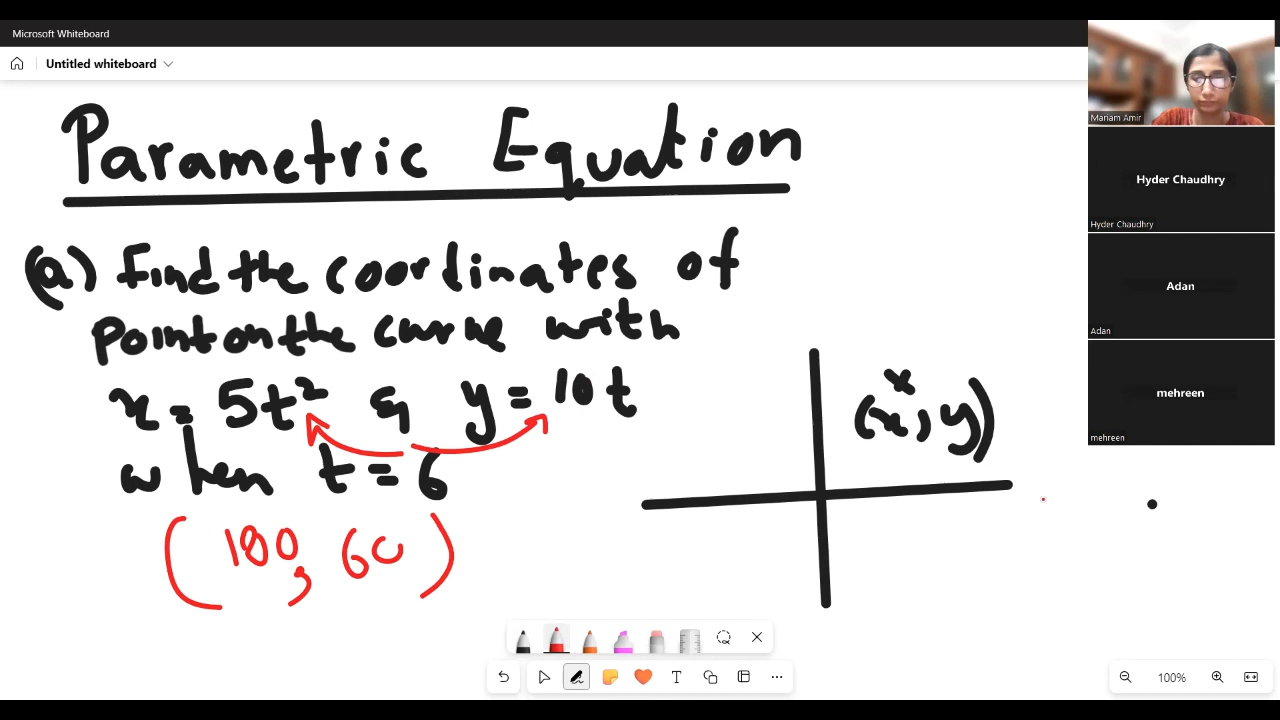 Microsoft Whiteboard
Untitled whiteboard
Parametric Equation
(a) Find the coordinates of
point on the curve with
x = 5t² & y = 10t
when t = 6
(180, 60)
x
(x, y)
Mariam Amir
Hyder Chaudhry
Hyder Chaudhry
Adan
Adan
mehreen
mehreen
T
100%